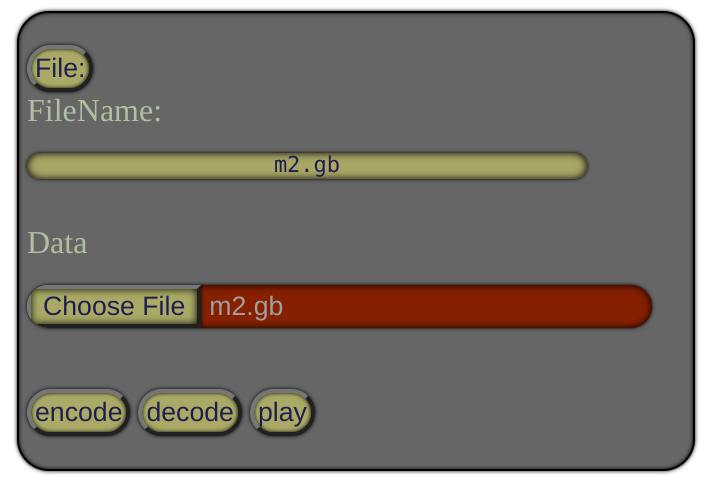 File:
FileName:
m2.gb
Data
Choose File m2.gb
encode decode play